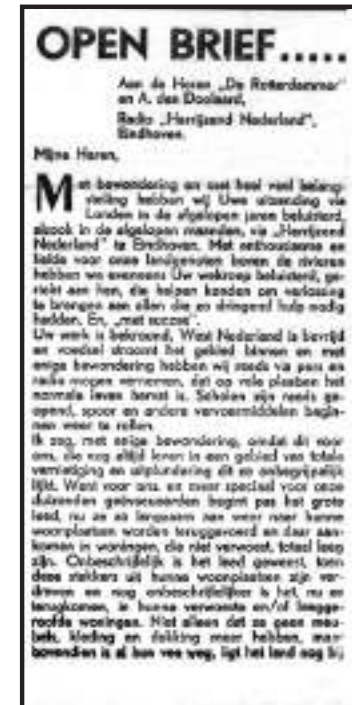 OPEN BRIEF.....
Aan de Heren „De Rotterdammer"
en A. den Doolaard,
Radio „Herrijzend Nederland",
Eindhoven.
Mijne Heren,
Met bewondering en met heel veel belang-
stelling hebben wij Uwe uitzending via
Londen in de afgelopen jaren beluisterd,
alsook in de afgelopen maanden, via „Herrijzend
Nederland" te Eindhoven. Met enthousiasme en
liefde voor onze landgenoten boven de rivieren
hebben we eveneens Uw wekroep beluisterd, ge-
richt aan hen, die helpen konden om verlossing
te brengen aan allen die zo dringend hulp nodig
hadden. En, „met succes".
Uw werk is bekroond. West Nederland is bevrijd
en voedsel stroomt het gebied binnen en met
enige bewondering hebben wij reeds via pers en
radio mogen vernemen, dat op vele plaatsen het
normale leven herrst is. Scholen zijn reeds ge-
opend, spoor en andere vervoermiddelen begin-
nen weer te rollen.
Ik zeg, met enige bewondering, omdat dit voor
ons, die nog altijd leven in een gebied van totale
vernietiging en uitplundering dit zo onbegrijpelijk
lijkt. Want voor ons, en meer speciaal voor onze
duizenden geëvacueerden begint pas het grote
leed, nu ze zo langzaam aan weer naar hunne
woonplaatsen worden teruggevoerd en daar aan-
komen in woningen, die niet verwoest, totaal leeg
zijn. Onbeschrijfelijk is het leed geweest, toen
deze stakkers uit hunne woonplaatsen zijn ver-
dreven en nog onbeschrijfelijker is het, nu ze
terugkomen, in hunne verwoeste en/of leegge-
roofde woningen. Niet alleen dat ze geen meu-
bels, kleding en dekking meer hebben, maar
bovendien is al hun vee weg, ligt het land nog bij